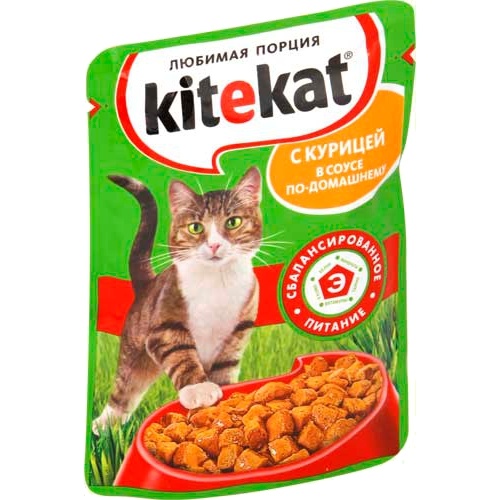 ЛЮБИМАЯ ПОРЦИЯ
kitekat®
С КУРИЦЕЙ
В СОУСЕ
ПО-ДОМАШНЕМУ
СБАЛАНСИРОВАННОЕ
Э
ПИТАНИЕ